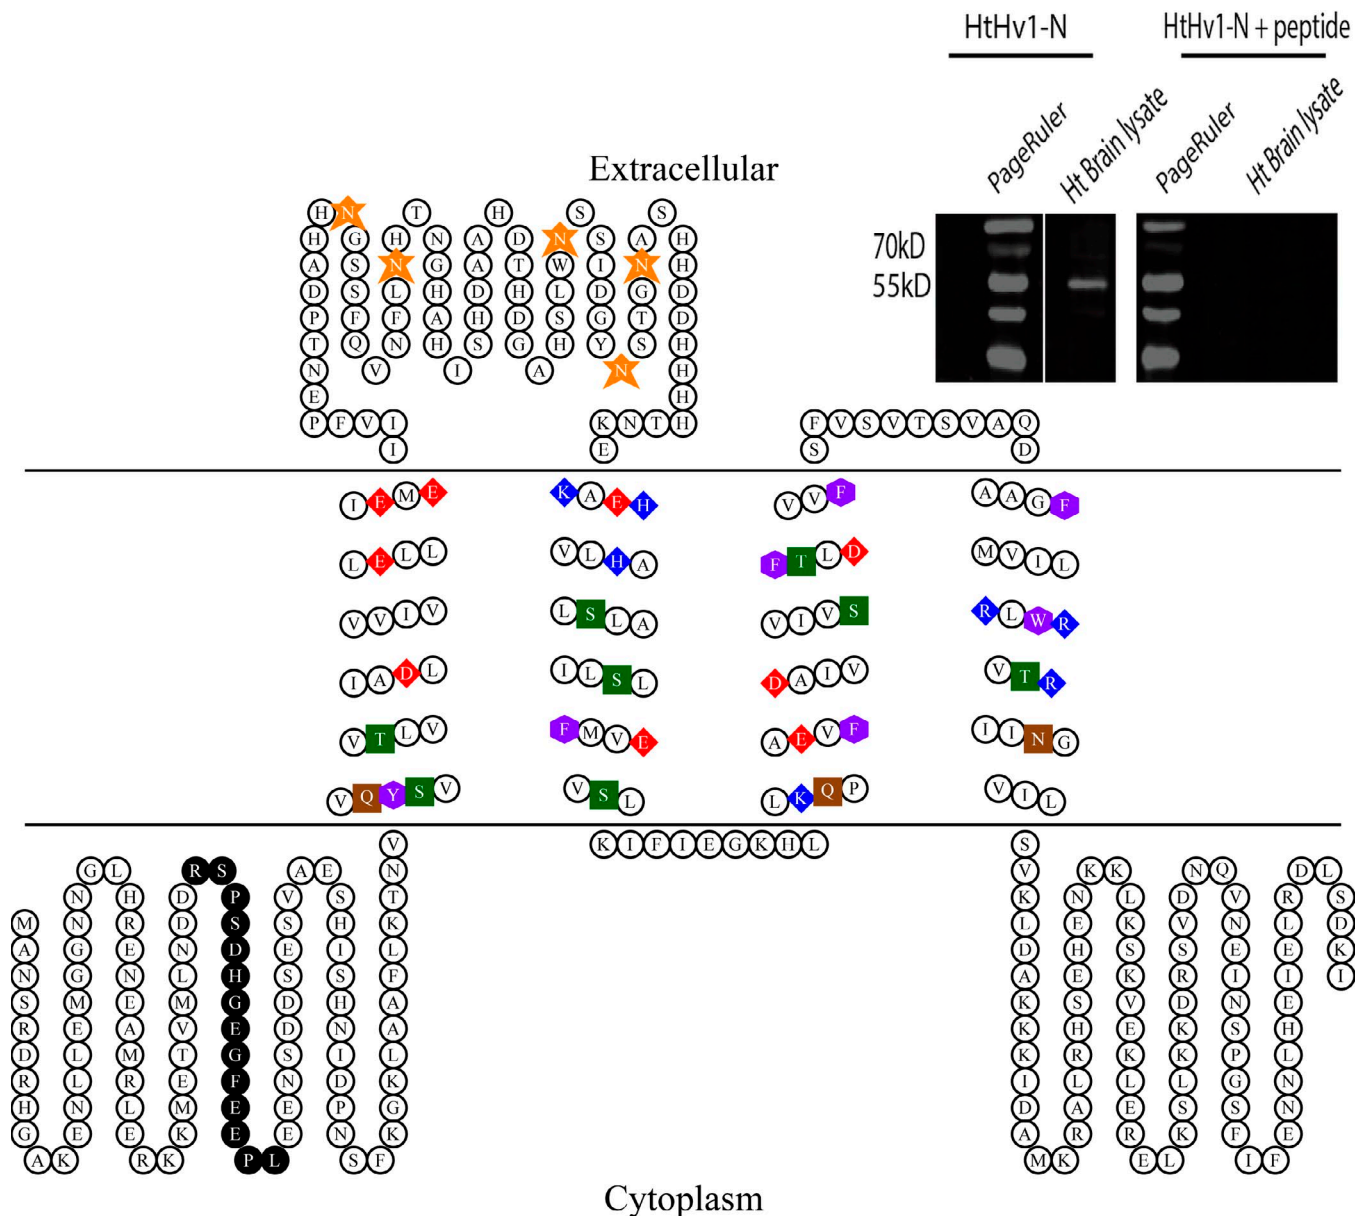 HtHv1-N HtHv1-N + peptide
PageRuler Ht Brain lysate PageRuler Ht Brain lysate
70kD
55kD
Extracellular
H N T H S S
H G H N A D N S A H
A S N G A T W I N H
D S L H D H L D G D
P F F A H D S G T D
T Q N H S G H Y S H
N V I A N H
E H
P F V I I K N T H H F V S V T S V A Q
I E S D
I E M E K A E H V V F A A G F
L E L L V L H A F T L D M V I L
V V I V L S L A V I V S R L W R
I A D L I L S L D A I V V T R
V T L V F M V E A E V F I I N G
V Q Y S V V S L L K Q P V I L
V K I F I E G K H L S
G L R S A E N V K K N Q D L
N H D P V S T K N L D V R S
M N R D S S H K L E K V N L D
A G E N D E I L D H S S E E K
N G N L H S S F A E K R I I I
S M E M G D H A K S V D N E
R E A V E D N A K H E K S H
D L M T G S I L K R K K P L
R L R E F N D K I L L L G N
H N L M E E P G D A E S S N
G E E K E E N K A R R K F E
A K R K P L S F M K E L I F
Cytoplasm